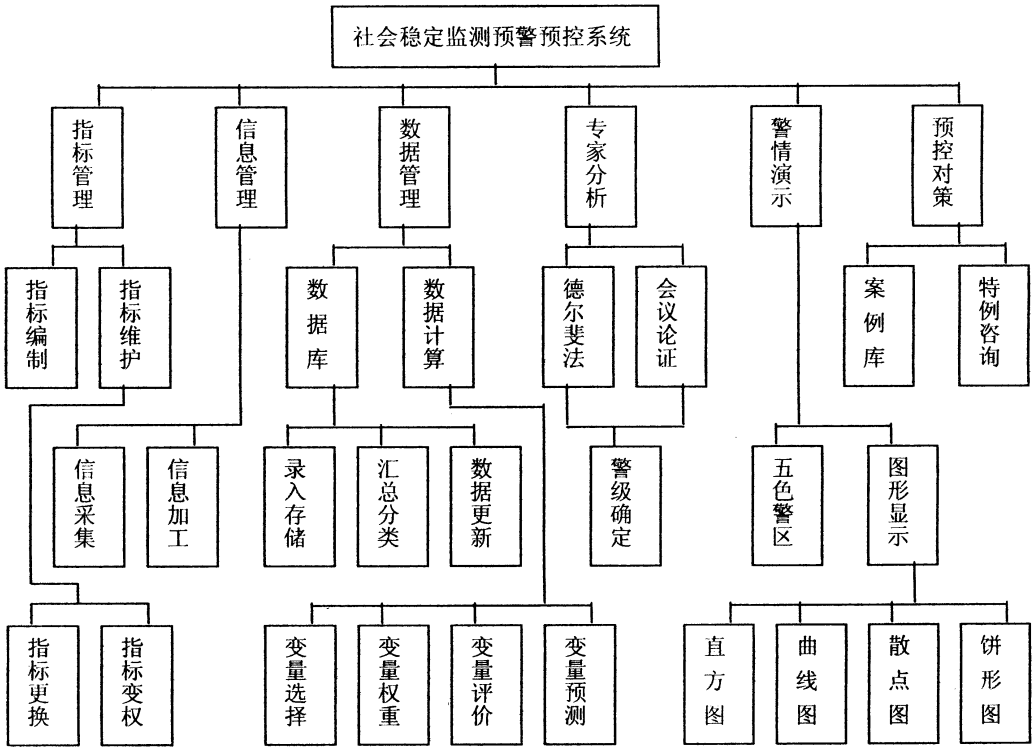 社会稳定监测预警预控系统
指标管理
信息管理
数据管理
专家分析
警情演示
预控对策
指标编制
指标维护
数据库
数据计算
德尔斐法
会议论证
案例库
特例咨询
信息采集
信息加工
录入存储
汇总分类
数据更新
警级确定
五色警区
图形显示
指标更换
指标变权
变量选择
变量权重
变量评价
变量预测
直方图
曲线图
散点图
饼形图